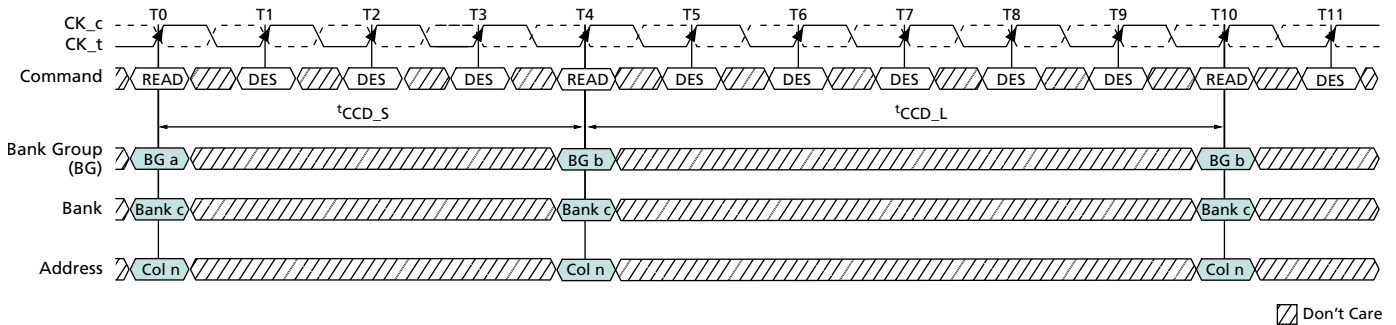 T0 T1 T2 T3 T4 T5 T6 T7 T8 T9 T10 T11
CK_c
CK_t
Command READ DES DES DES READ DES DES DES DES DES READ DES
tCCD_S tCCD_L
Bank Group
(BG)
BG a BG b BG b
Bank Bank c Bank c Bank c
Address Col n Col n Col n
Don't Care